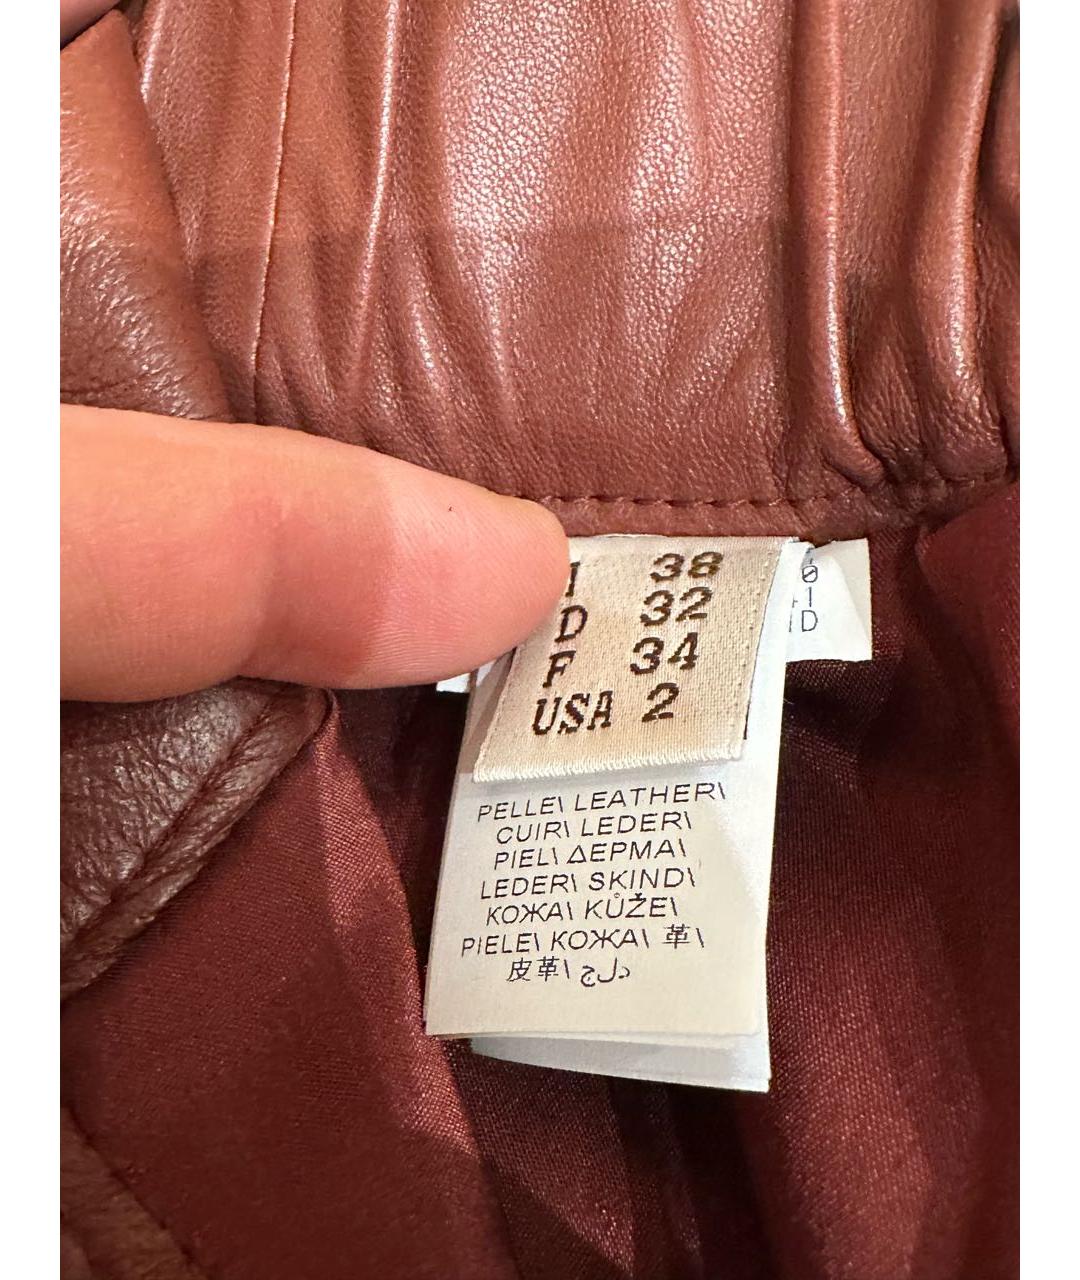 38
D 32
F 34
USA 2
PELLE\ LEATHER\
CUIR\ LEDER\
PIEL\ ΔΕΡΜΑ\
LEDER\ SKIND\
КОЖА\ KŮŽE\
PIELE\ КОЖА\ 革\
皮革\ دلج